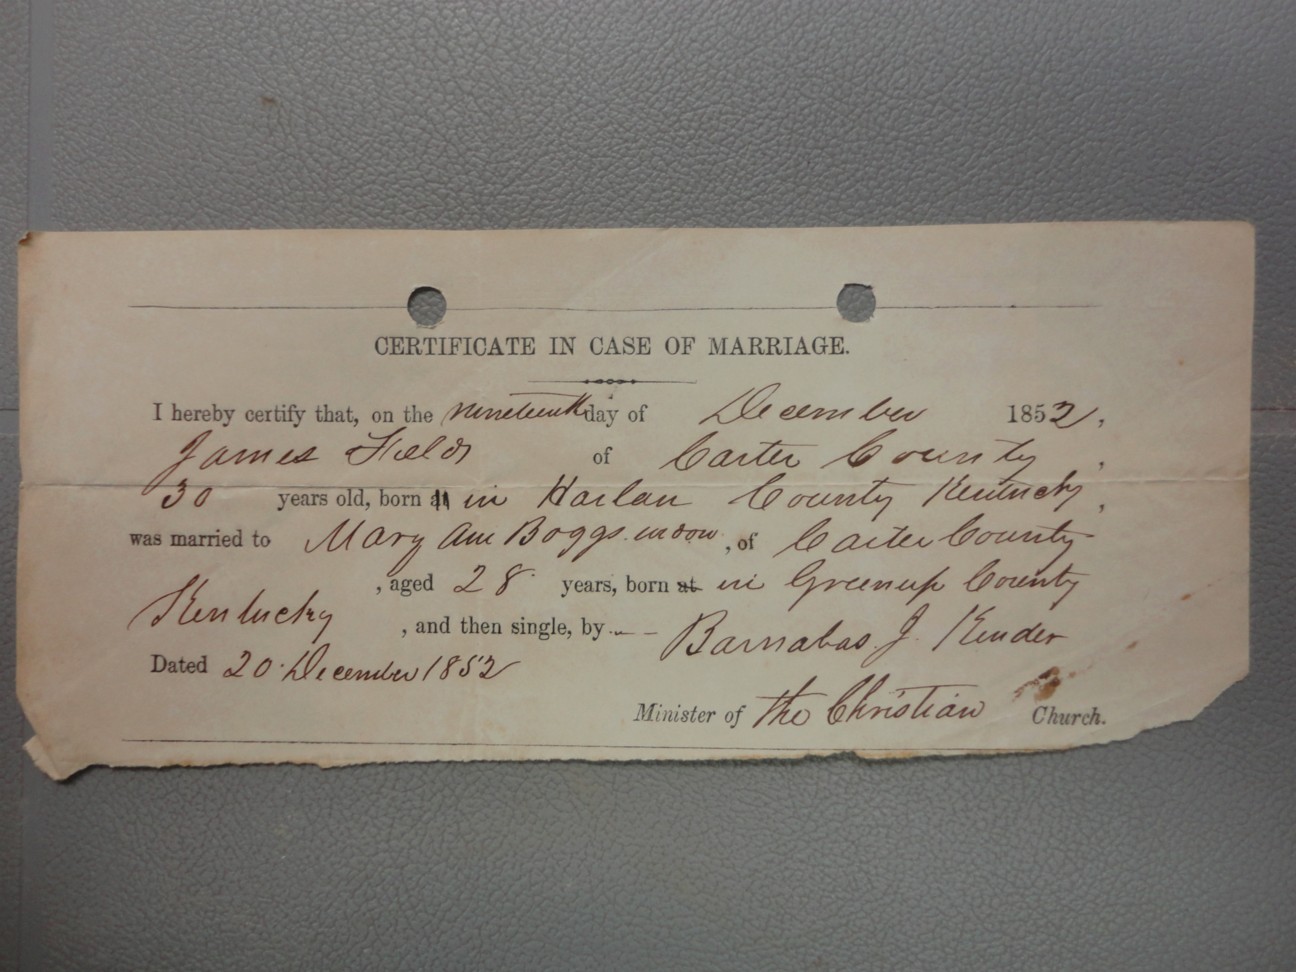 CERTIFICATE IN CASE OF MARRIAGE.
I hereby certify that, on the nineteenth day of December 1852,
James Fields of Carter County,
30 years old, born at in Harlan County Kentucky,
was married to Mary Ann Boggs widow, of Carter County
Kentucky, aged 28 years, born at in Greenup County
, and then single, by Barnabas J. Kender
Dated 20 December 1852
Minister of the Christian Church.